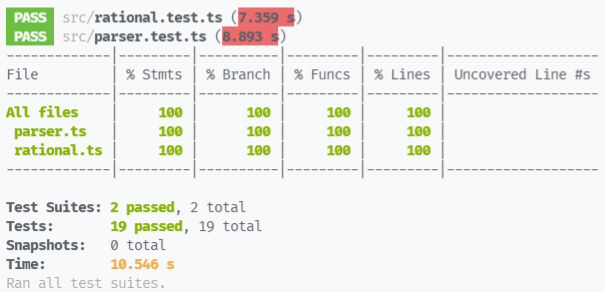 PASS src/rational.test.ts (7.359 s)
PASS src/parser.test.ts (8.893 s)
-------------|---------|----------|---------|---------|-------------------
File         | % Stmts | % Branch | % Funcs | % Lines | Uncovered Line #s
-------------|---------|----------|---------|---------|-------------------
All files    |     100 |      100 |     100 |     100 |
 parser.ts   |     100 |      100 |     100 |     100 |
 rational.ts |     100 |      100 |     100 |     100 |
-------------|---------|----------|---------|---------|-------------------
Test Suites: 2 passed, 2 total
Tests:       19 passed, 19 total
Snapshots:   0 total
Time:        10.546 s
Ran all test suites.